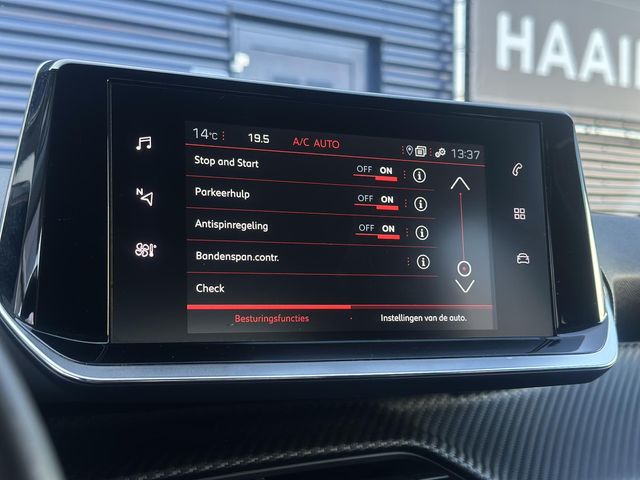 HAAI
14°C 19.5 A/C AUTO 13:37
Stop and Start OFF ON
Parkeerhulp OFF ON
Antispinregeling OFF ON
Bandenspan.contr.
Check
Besturingsfuncties Instellingen van de auto.
N